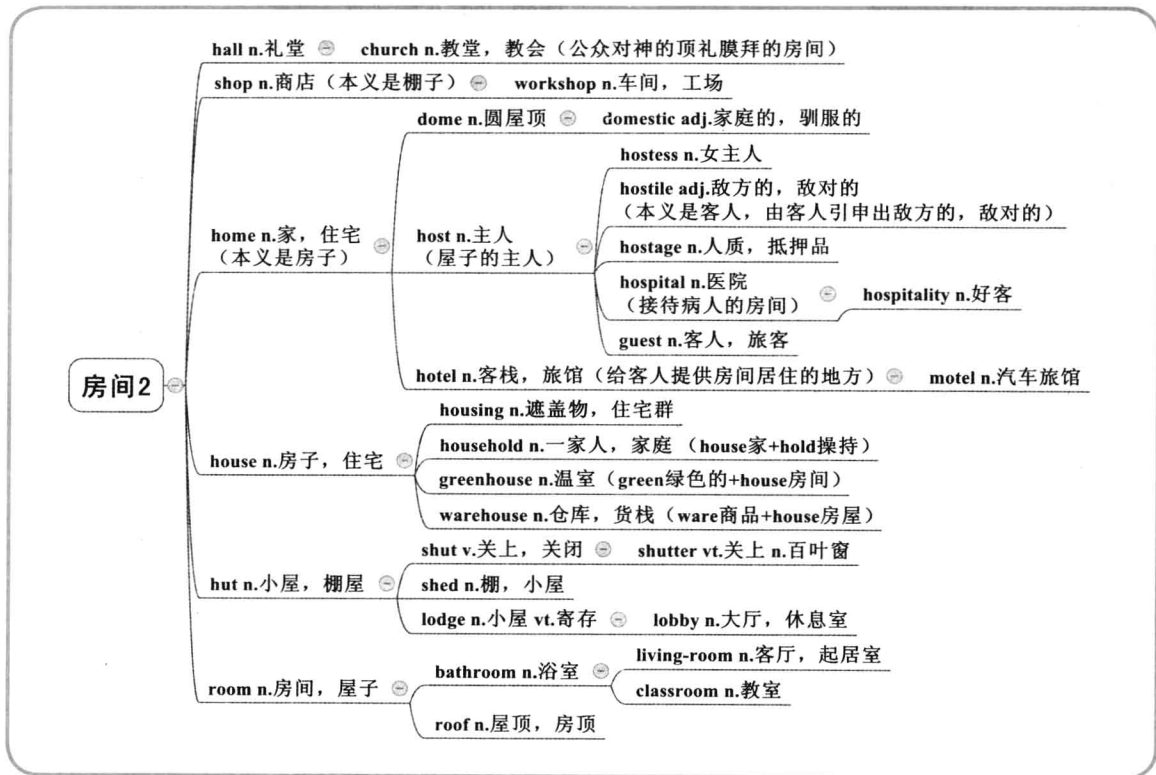 hall n.礼堂 church n.教堂，教会（公众对神的顶礼膜拜的房间）
shop n.商店（本义是棚子） workshop n.车间，工场
dome n.圆屋顶 domestic adj.家庭的，驯服的
hostess n.女主人
hostile adj.敌方的，敌对的
（本义是客人，由客人引申出敌方的，敌对的）
home n.家，住宅
（本义是房子）
host n.主人
（屋子的主人）
hostage n.人质，抵押品
hospital n.医院
（接待病人的房间）
hospitality n.好客
guest n.客人，旅客
hotel n.客栈，旅馆（给客人提供房间居住的地方） motel n.汽车旅馆
房间2
housing n.遮盖物，住宅群
household n.一家人，家庭 （house家+hold操持）
house n.房子，住宅
greenhouse n.温室（green绿色的+house房间）
warehouse n.仓库，货栈（ware商品+house房屋）
shut v.关上，关闭 shutter vt.关上 n.百叶窗
hut n.小屋，棚屋
shed n.棚，小屋
lodge n.小屋 vt.寄存 lobby n.大厅，休息室
living-room n.客厅，起居室
bathroom n.浴室
room n.房间，屋子
classroom n.教室
roof n.屋顶，房顶